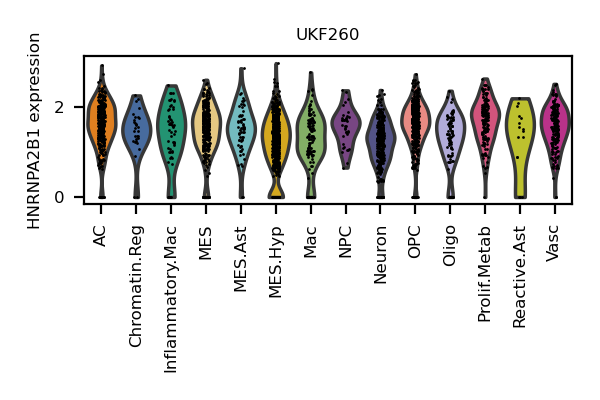 UKF260
HNRNPA2B1 expression
2
0
AC
Chromatin.Reg
Inflammatory.Mac
MES
MES.Ast
MES.Hyp
Mac
NPC
Neuron
OPC
Oligo
Prolif.Metab
Reactive.Ast
Vasc